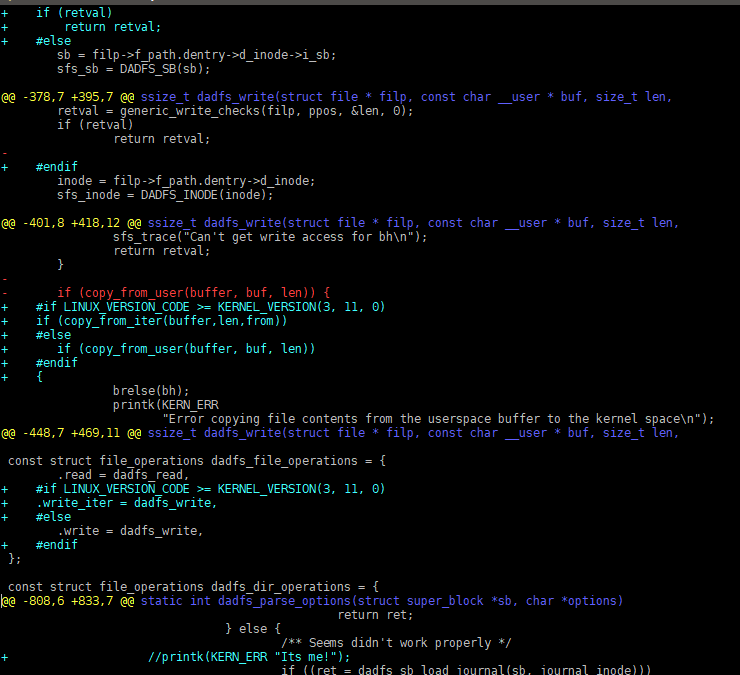 +    if (retval)
+        return retval;
+    #else
        sb = filp->f_path.dentry->d_inode->i_sb;
        sfs_sb = DADFS_SB(sb);

@@ -378,7 +395,7 @@ ssize_t dadfs_write(struct file * filp, const char __user * buf, size_t len,
        retval = generic_write_checks(filp, ppos, &len, 0);
        if (retval)
                return retval;
-
+    #endif
        inode = filp->f_path.dentry->d_inode;
        sfs_inode = DADFS_INODE(inode);

@@ -401,8 +418,12 @@ ssize_t dadfs_write(struct file * filp, const char __user * buf, size_t len,
                sfs_trace("Can't get write access for bh\n");
                return retval;
        }
-
-       if (copy_from_user(buffer, buf, len)) {
+    #if LINUX_VERSION_CODE >= KERNEL_VERSION(3, 11, 0)
+    if (copy_from_iter(buffer,len,from))
+    #else
+       if (copy_from_user(buffer, buf, len))
+    #endif
+    {
                brelse(bh);
                printk(KERN_ERR
                       "Error copying file contents from the userspace buffer to the kernel space\n");
@@ -448,7 +469,11 @@ ssize_t dadfs_write(struct file * filp, const char __user * buf, size_t len,

 const struct file_operations dadfs_file_operations = {
        .read = dadfs_read,
+    #if LINUX_VERSION_CODE >= KERNEL_VERSION(3, 11, 0)
+    .write_iter = dadfs_write,
+    #else
        .write = dadfs_write,
+    #endif
 };

 const struct file_operations dadfs_dir_operations = {
@@ -808,6 +833,7 @@ static int dadfs_parse_options(struct super_block *sb, char *options)
                                                return ret;
                                } else {
                                        /** Seems didn't work properly */
+                    //printk(KERN_ERR "Its me!");
                                        if ((ret = dadfs_sb_load_journal(sb, journal_inode)))